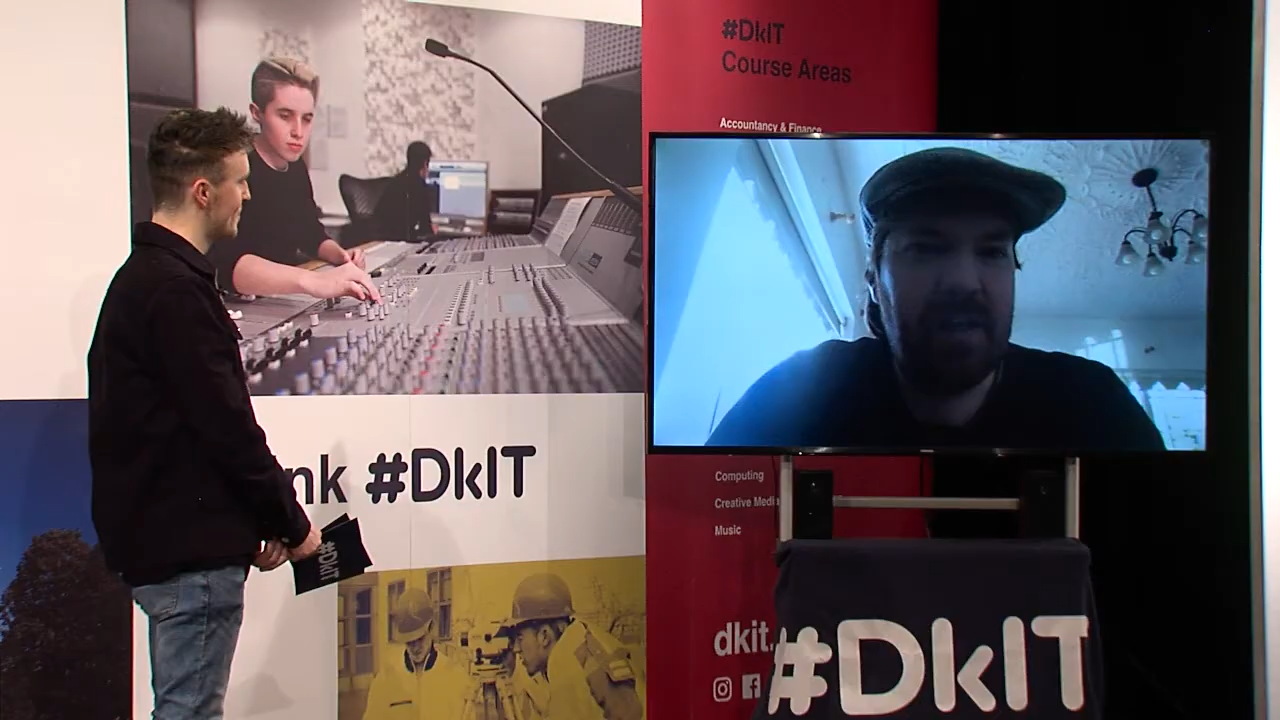 #DkIT
Course Areas
Accountancy & Finance
nk #DkIT
Computing
Creative Media
Music
#DkIT
dkit.
#DkIT